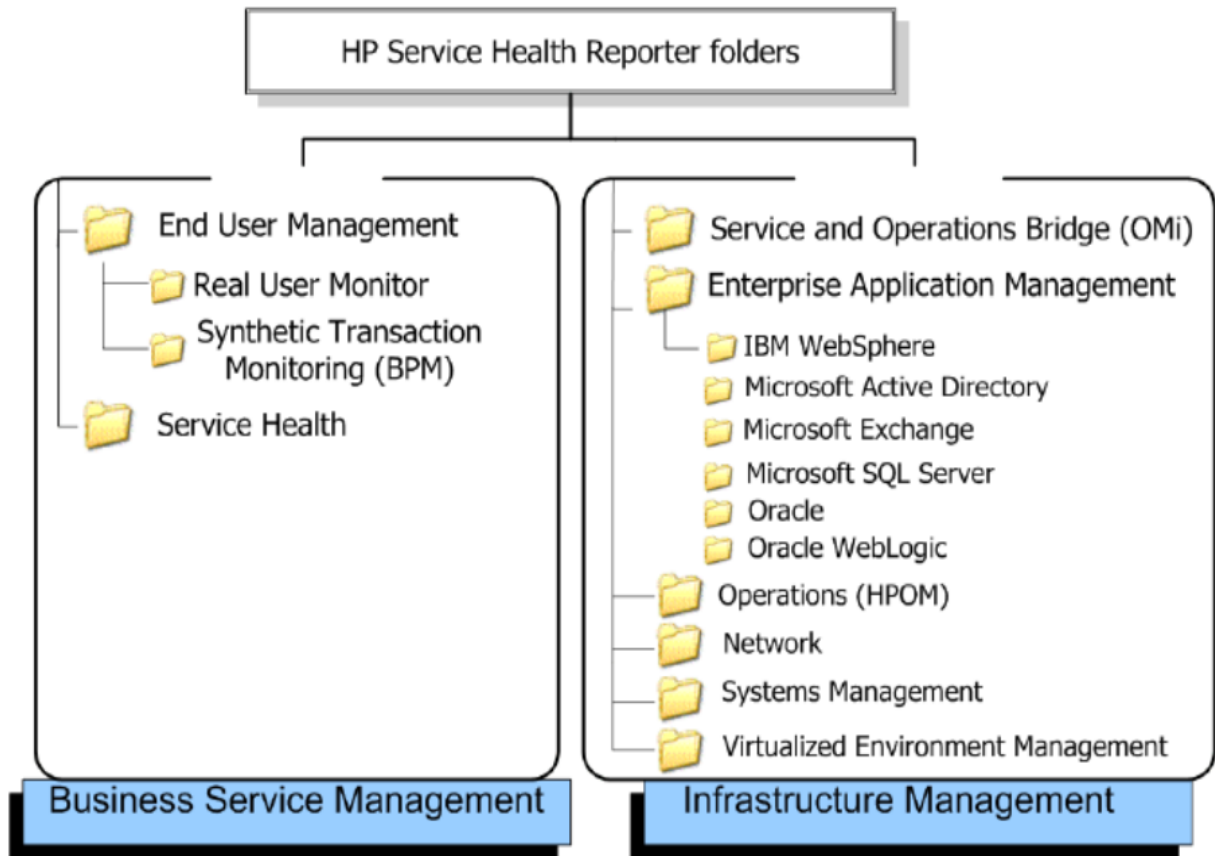 HP Service Health Reporter folders
End User Management
Real User Monitor
Synthetic Transaction
Monitoring (BPM)
Service Health
Business Service Management
Service and Operations Bridge (OMi)
Enterprise Application Management
IBM WebSphere
Microsoft Active Directory
Microsoft Exchange
Microsoft SQL Server
Oracle
Oracle WebLogic
Operations (HPOM)
Network
Systems Management
Virtualized Environment Management
Infrastructure Management